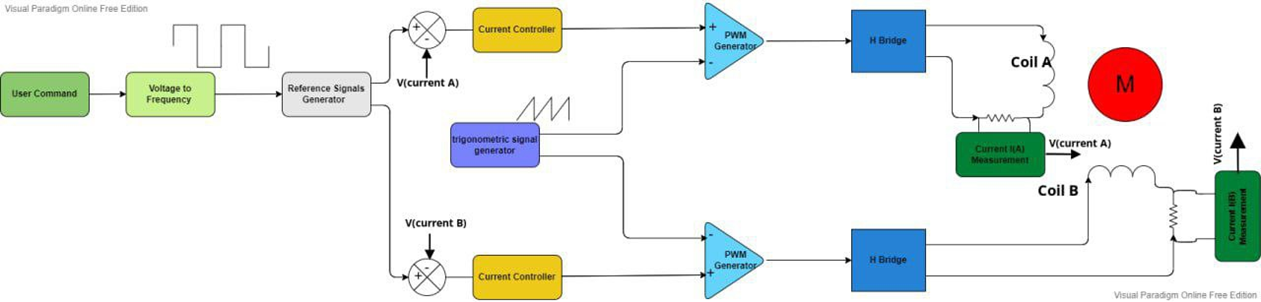 Visual Paradigm Online Free Edition
User Command
Voltage to
Frequency
Reference Signals
Generator
+
-
V(current A)
Current Controller
trigonometric signal
generator
+
-
PWM
Generator
H Bridge
Coil A
M
Current I(A)
Measurement
V(current A)
V(current B)
-
+
Current Controller
-
+
PWM
Generator
H Bridge
Coil B
Current I(B)
Measurement
V(current B)
Visual Paradigm Online Free Edition